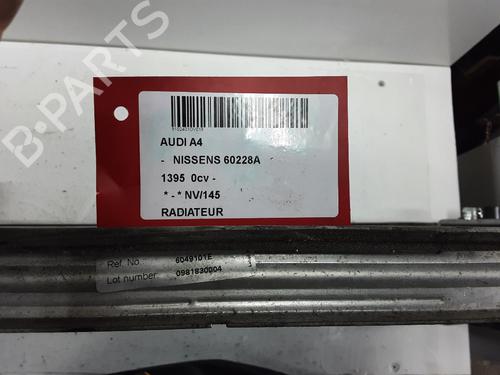 B-PARTS
AUDI A4
- NISSENS 60228A
1395 0cv -
* - * NV/145
RADIATEUR
Ref. No. 6049101E
Lot number 0981830004